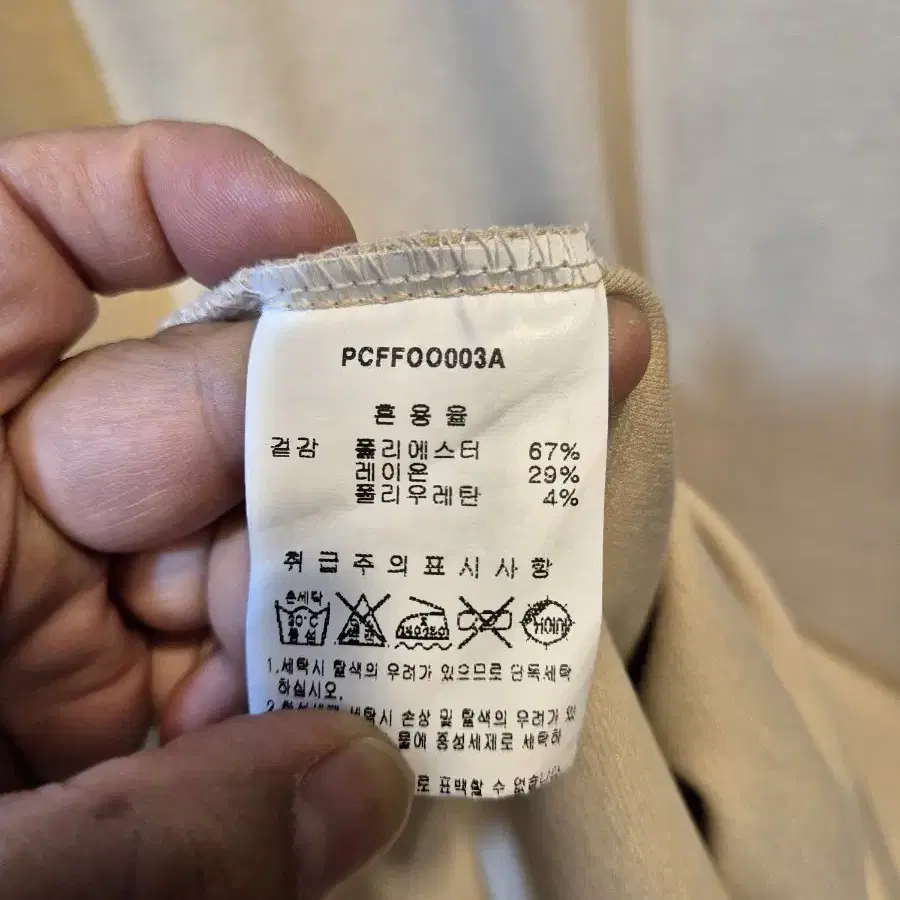 PCFFOO003A
혼 용 율
겉감 폴리에스터 67%
레이온 29%
폴리우레탄 4%
취급주의표시사항
손세탁
30°C
중성
1.세탁시 탈색의 우려가 있으므로 단독세탁
하십시오.
세탁시 손상 및 탈색의 우려가 있
물에 중성세제로 세탁하
로 표백할 수 없습니다